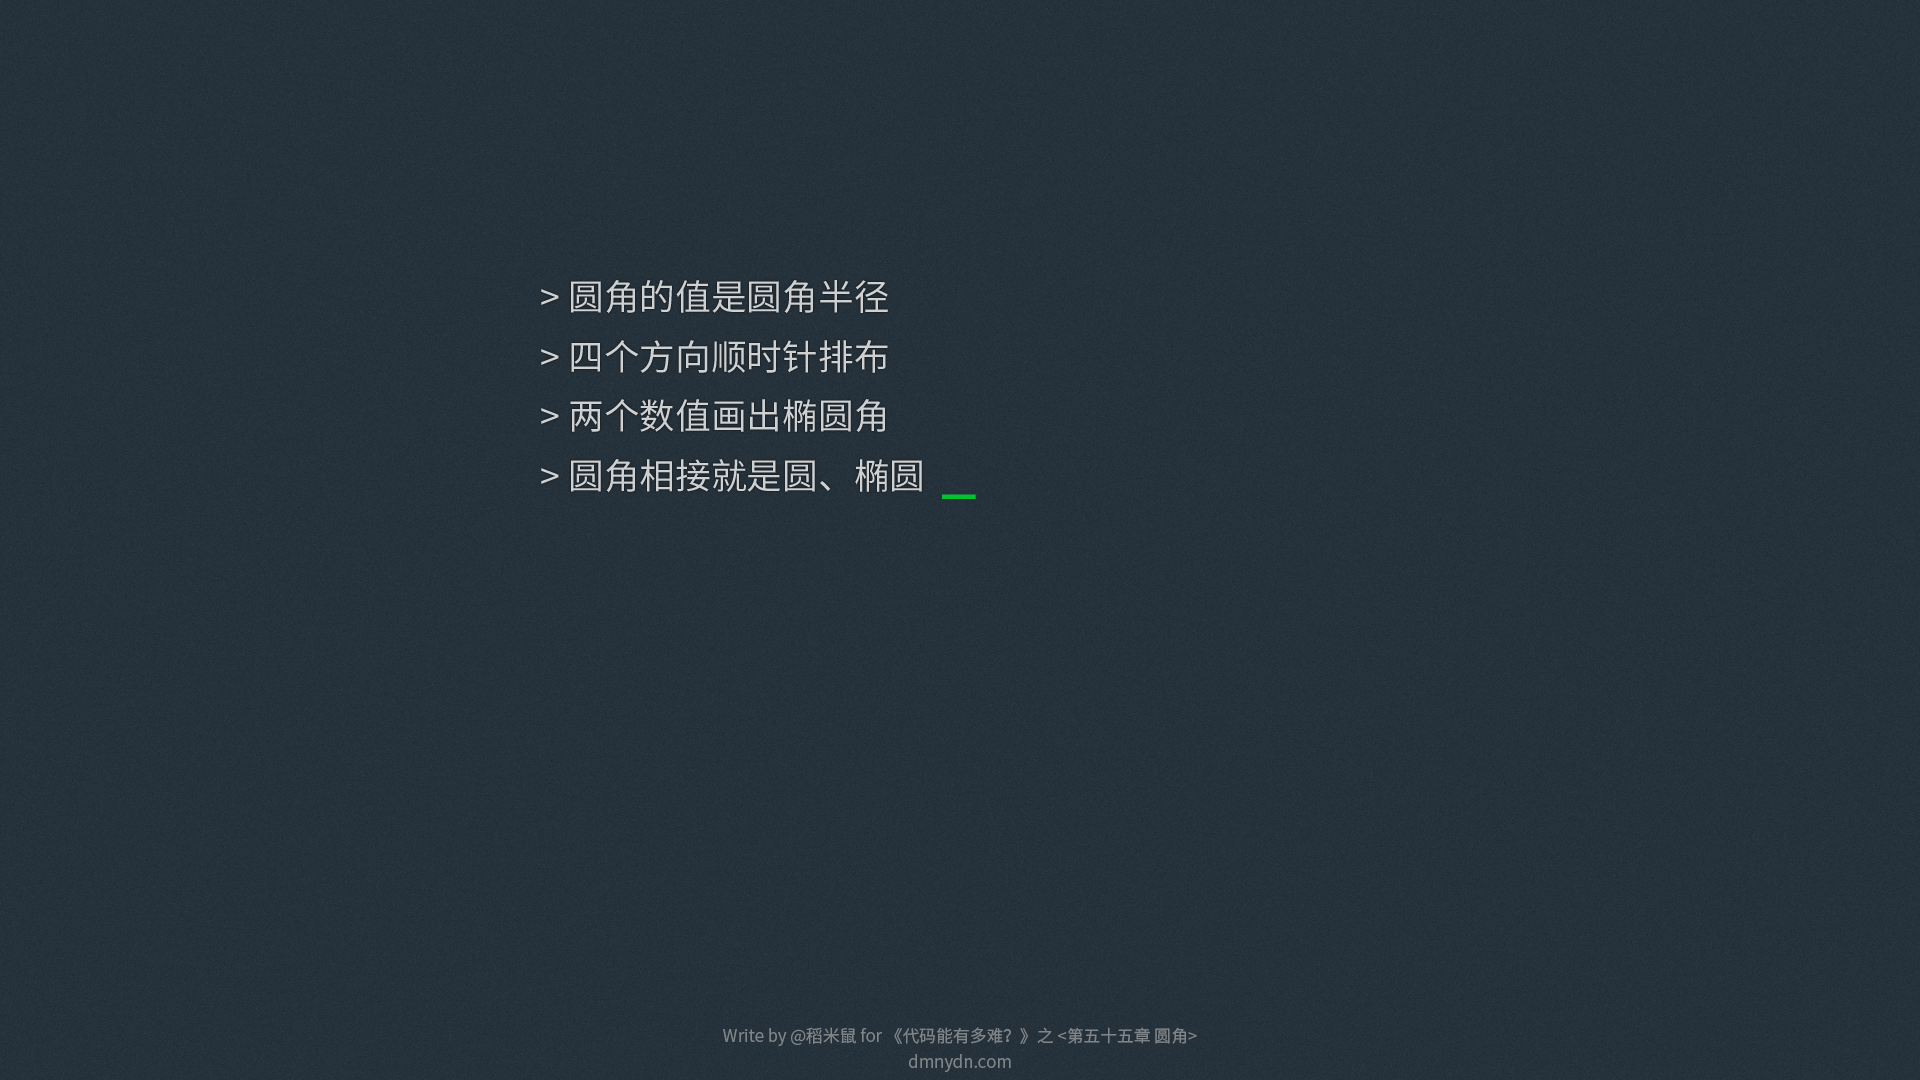 > 圆角的值是圆角半径
> 四个方向顺时针排布
> 两个数值画出椭圆角
> 圆角相接就是圆、椭圆 _
Write by @稻米鼠 for 《代码能有多难？》之 <第五十五章 圆角>
dmnydn.com